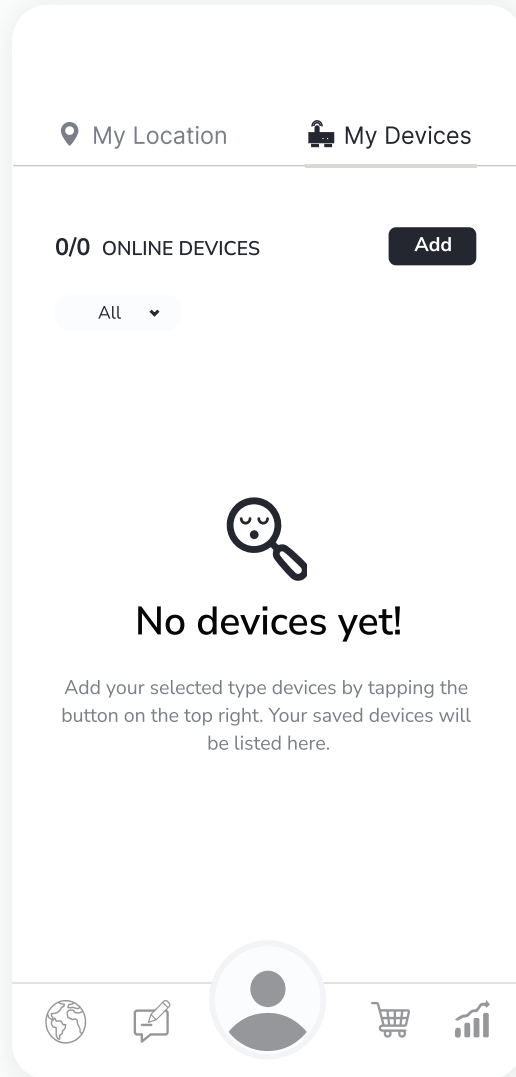 My Location
My Devices
0/0 ONLINE DEVICES
Add
All
No devices yet!
Add your selected type devices by tapping the
button on the top right. Your saved devices will
be listed here.